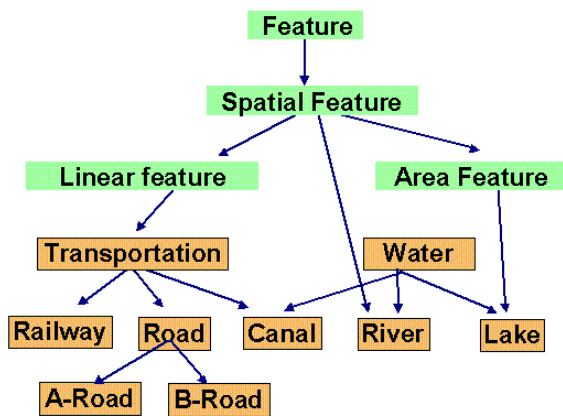 Feature
Spatial Feature
Linear feature
Area Feature
Transportation
Water
Railway
Road
Canal
River
Lake
A-Road
B-Road